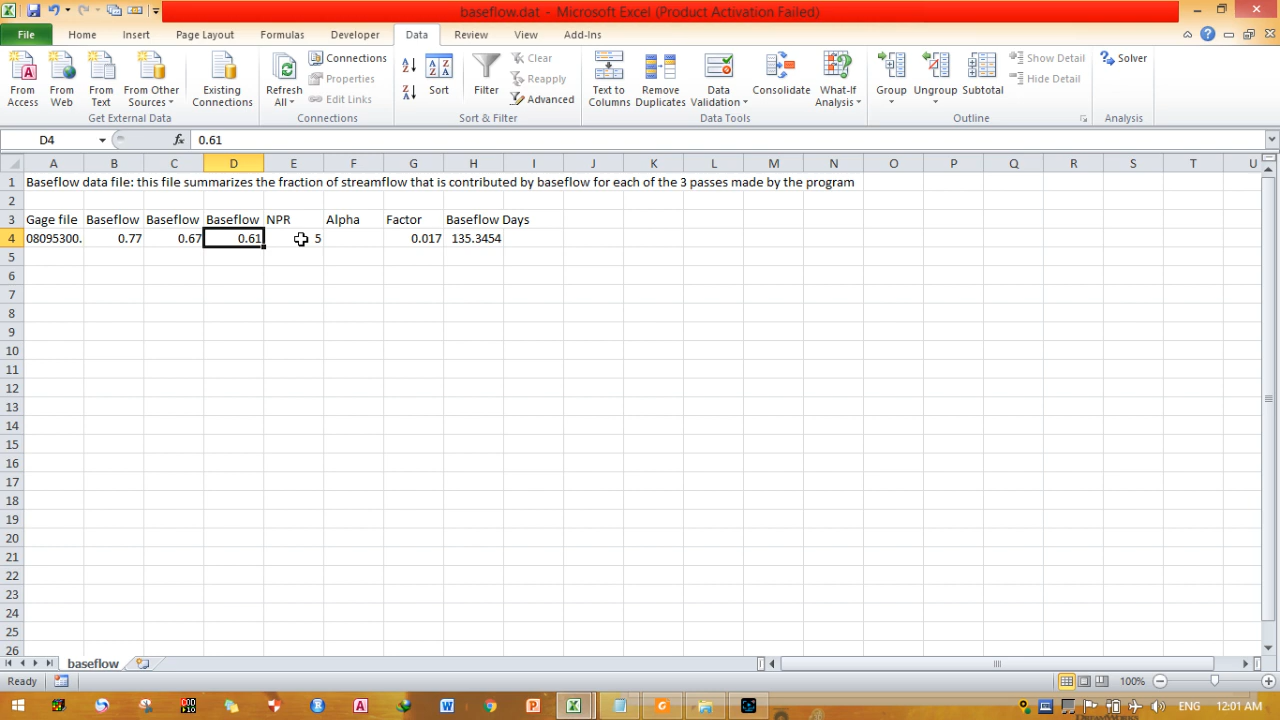 baseflow.dat - Microsoft Excel (Product Activation Failed)
File Home Insert Page Layout Formulas Developer Data Review View Add-Ins
From Access
From Web
From Text
From Other Sources
Existing Connections
Get External Data
Refresh All
Connections
Properties
Edit Links
Connections
Sort
Filter
Clear
Reapply
Advanced
Sort & Filter
Text to Columns
Remove Duplicates
Data Validation
Consolidate
What-If Analysis
Data Tools
Group
Ungroup
Subtotal
Show Detail
Hide Detail
Outline
Solver
Analysis
D4 fx 0.61
A B C D E F G H I J K L M N O P Q R S T U
1 Baseflow data file: this file summarizes the fraction of streamflow that is contributed by baseflow for each of the 3 passes made by the program
2
3 Gage file Baseflow Baseflow Baseflow NPR Alpha Factor Baseflow Days
4 08095300. 0.77 0.67 0.61 5 0.017 135.3454
5
6
7
8
9
10
11
12
13
14
15
16
17
18
19
20
21
22
23
24
25
26
baseflow
Ready 100%
ENG 12:01 AM